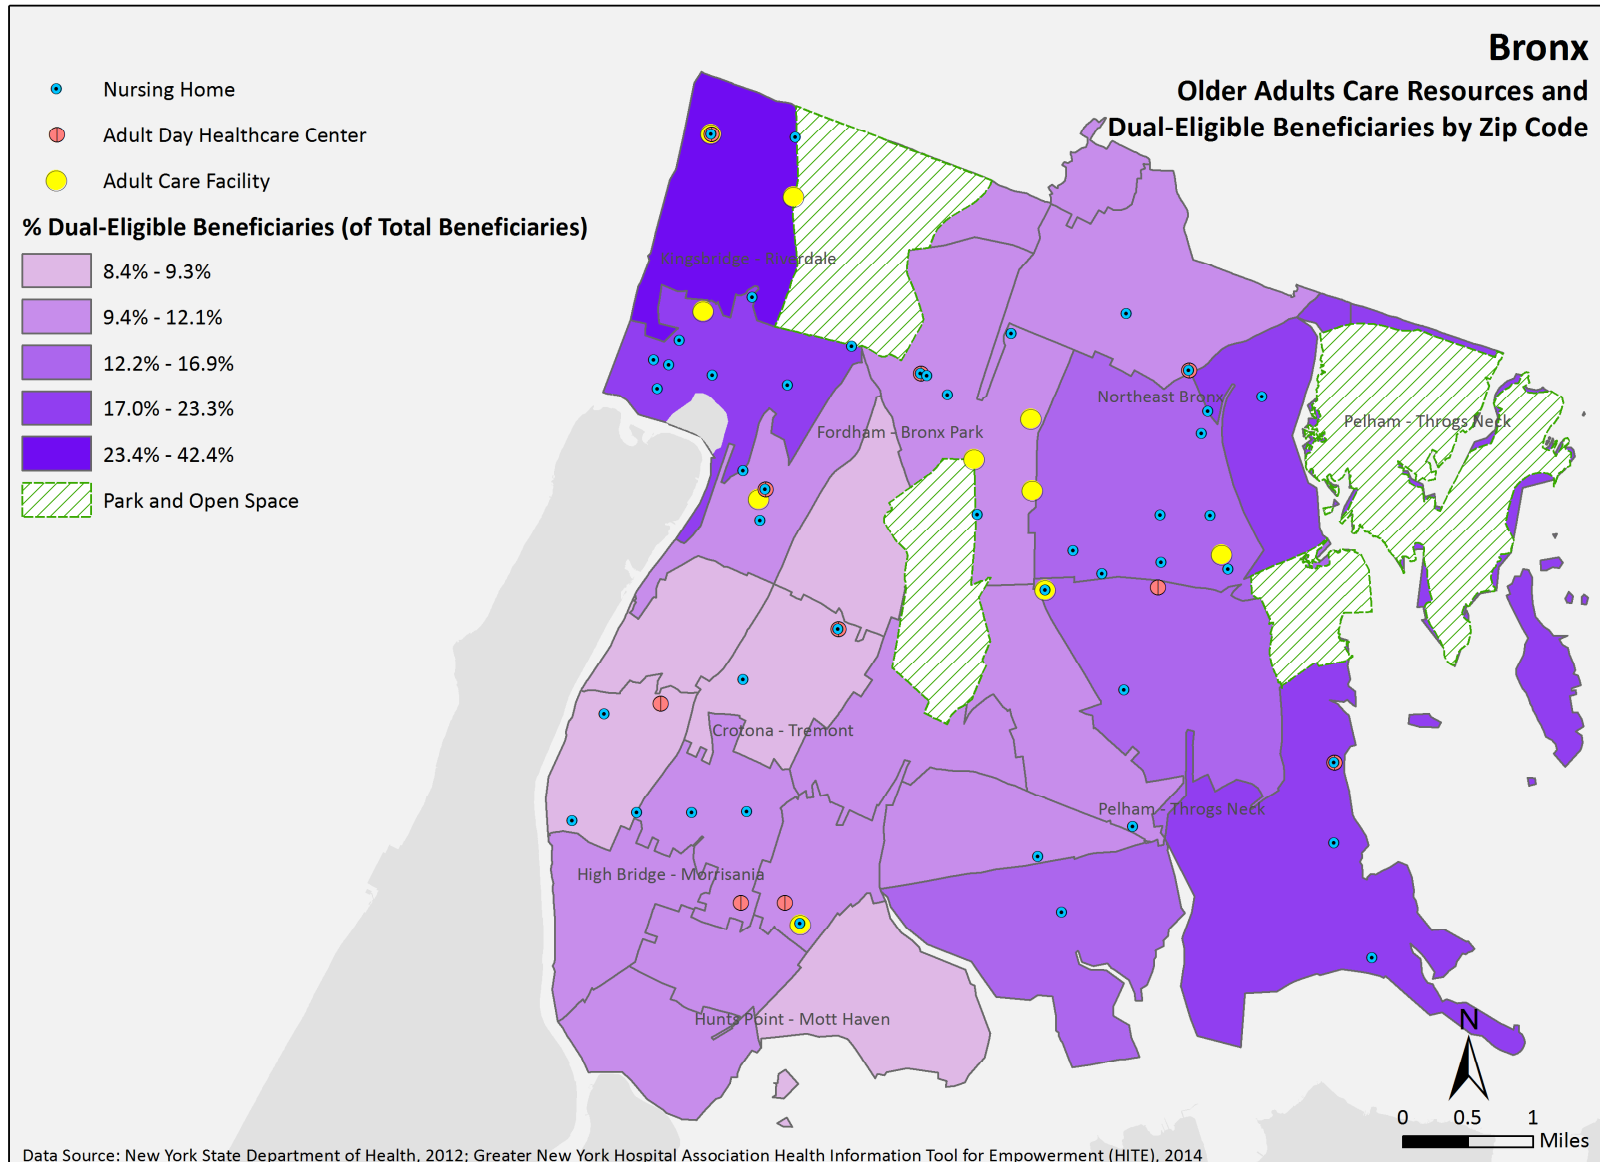 Bronx
Older Adults Care Resources and
Dual-Eligible Beneficiaries by Zip Code
Nursing Home
Adult Day Healthcare Center
Adult Care Facility
% Dual-Eligible Beneficiaries (of Total Beneficiaries)
8.4% - 9.3%
9.4% - 12.1%
12.2% - 16.9%
17.0% - 23.3%
23.4% - 42.4%
Park and Open Space
Kingsbridge - Riverdale
Northeast Bronx
Pelham - Throgs Neck
Fordham - Bronx Park
Crotona - Tremont
Pelham - Throgs Neck
High Bridge - Morrisania
Hunts Point - Mott Haven
N
0 0.5 1
Miles
Data Source: New York State Department of Health, 2012; Greater New York Hospital Association Health Information Tool for Empowerment (HITE), 2014